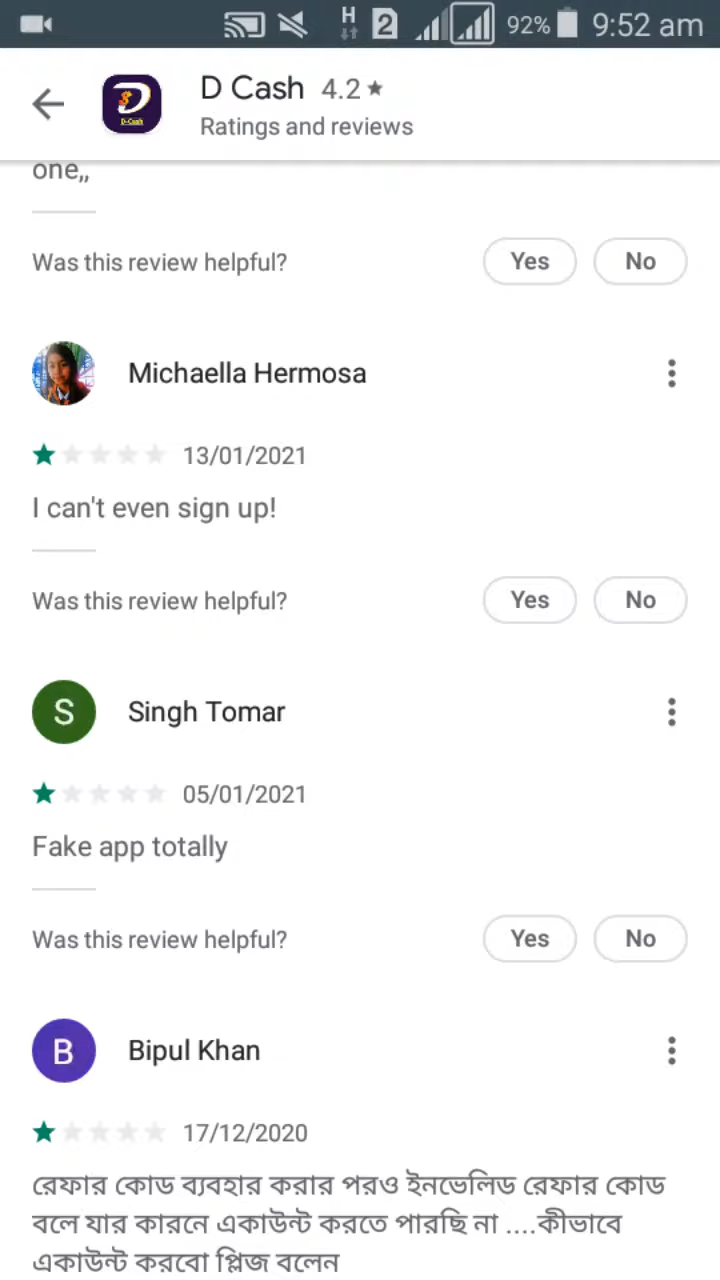 H 2 92% 9:52 am
D Cash 4.2 ★
D-Cash
Ratings and reviews
one,,
Was this review helpful? Yes No
Michaella Hermosa
13/01/2021
I can't even sign up!
Was this review helpful? Yes No
S Singh Tomar
05/01/2021
Fake app totally
Was this review helpful? Yes No
B Bipul Khan
17/12/2020
রেফার কোড ব্যবহার করার পরও ইনভেলিড রেফার কোড
বলে যার কারনে একাউন্ট করতে পারছি না ....কীভাবে
একাউন্ট করবো প্লিজ বলেন